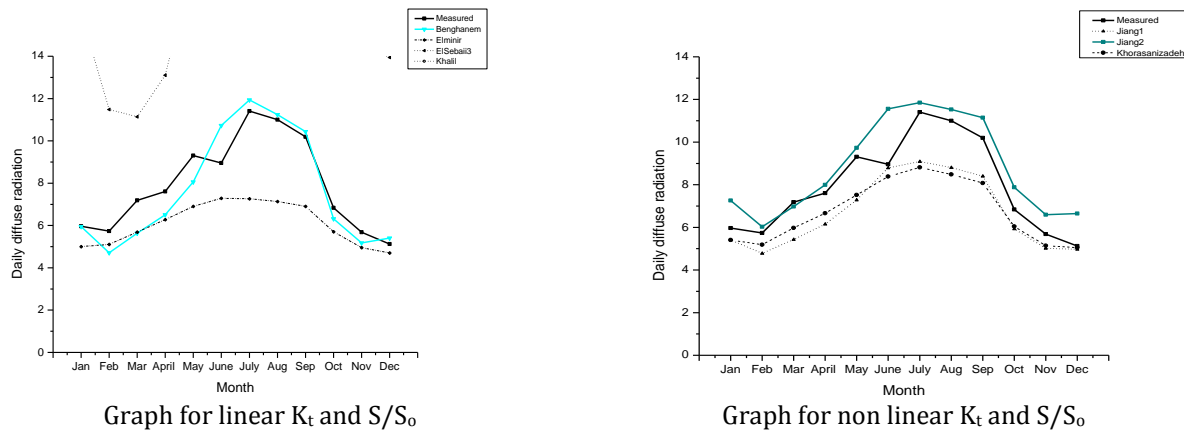 Measured
Benghanem
Elminir
ElSebaii3
Khalil
14
12
10
8
6
4
2
0
Daily diffuse radiation
Jan Feb Mar April May June July Aug Sep Oct Nov Dec
Month
Graph for linear Kt and S/So
Measured
Jiang1
Jiang2
Khorasanizadeh
14
12
10
8
6
4
2
0
Daily diffuse radiation
Jan Feb Mar April May June July Aug Sep Oct Nov Dec
Month
Graph for non linear Kt and S/So